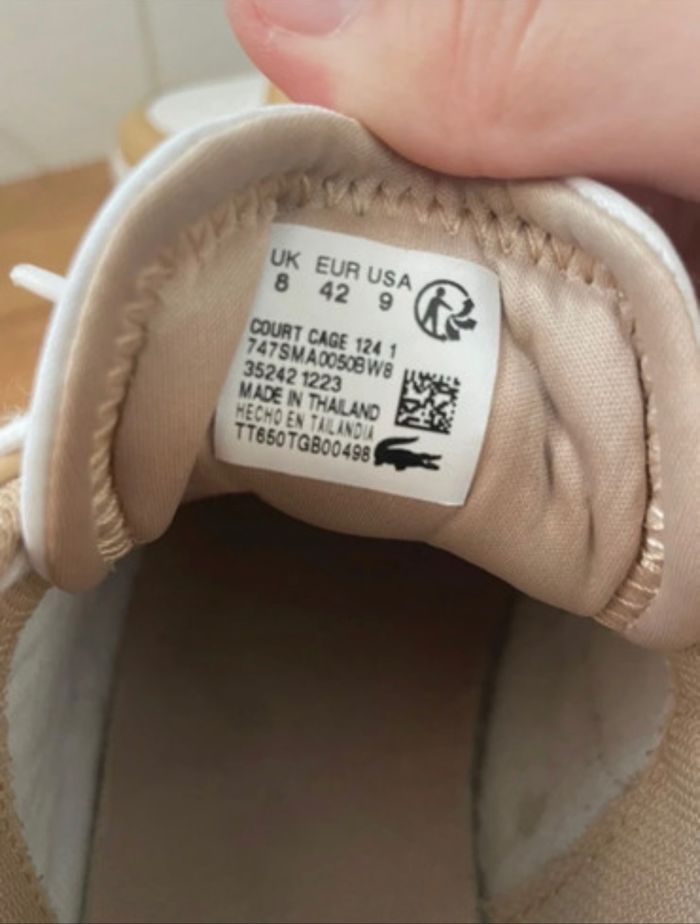 UK EUR USA
8 42 9
COURT CAGE 124 1
747SMA0050BW8
35242 1223
MADE IN THAILAND
HECHO EN TAILANDIA
TT650TGB00498